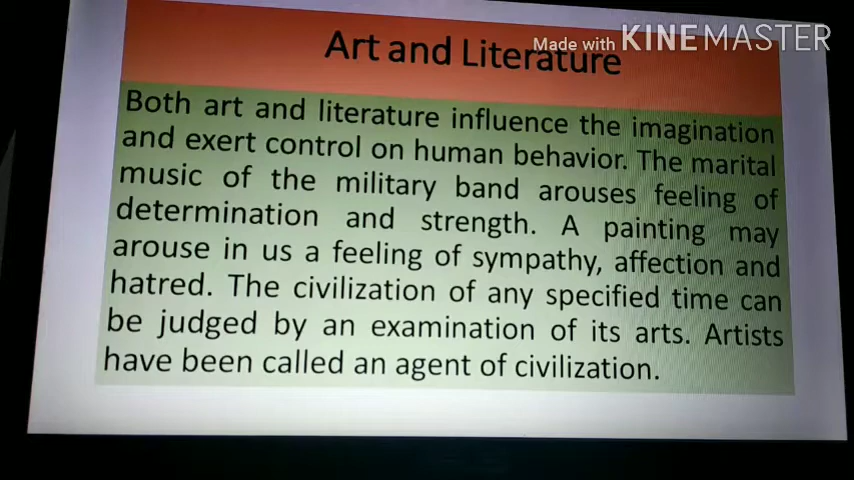 Art and Literature
Made with KINEMASTER
Both art and literature influence the imagination
and exert control on human behavior. The marital
music of the military band arouses feeling of
determination and strength. A painting may
arouse in us a feeling of sympathy, affection and
hatred. The civilization of any specified time can
be judged by an examination of its arts. Artists
have been called an agent of civilization.